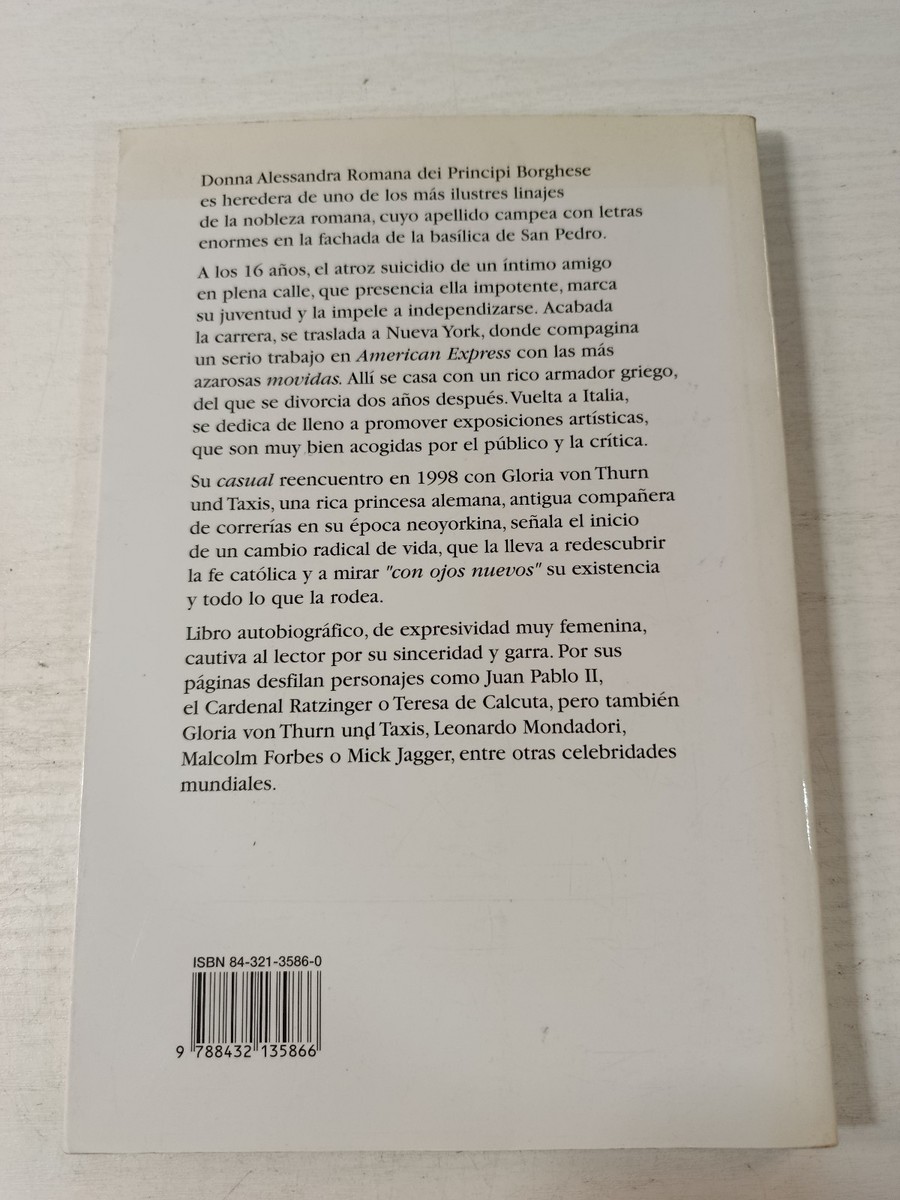 Donna Alessandra Romana dei Principi Borghese
es heredera de uno de los más ilustres linajes
de la nobleza romana, cuyo apellido campea con letras
enormes en la fachada de la basílica de San Pedro.
A los 16 años, el atroz suicidio de un íntimo amigo
en plena calle, que presencia ella impotente, marca
su juventud y la impele a independizarse. Acabada
la carrera, se traslada a Nueva York, donde compagina
un serio trabajo en American Express con las más
azarosas movidas. Allí se casa con un rico armador griego,
del que se divorcia dos años después. Vuelta a Italia,
se dedica de lleno a promover exposiciones artísticas,
que son muy bien acogidas por el público y la crítica.
Su casual reencuentro en 1998 con Gloria von Thurn
und Taxis, una rica princesa alemana, antigua compañera
de correrías en su época neoyorkina, señala el inicio
de un cambio radical de vida, que la lleva a redescubrir
la fe católica y a mirar "con ojos nuevos" su existencia
y todo lo que la rodea.
Libro autobiográfico, de expresividad muy femenina,
cautiva al lector por su sinceridad y garra. Por sus
páginas desfilan personajes como Juan Pablo II,
el Cardenal Ratzinger o Teresa de Calcuta, pero también
Gloria von Thurn und Taxis, Leonardo Mondadori,
Malcolm Forbes o Mick Jagger, entre otras celebridades
mundiales.
ISBN 84-321-3586-0
9 788432 135866